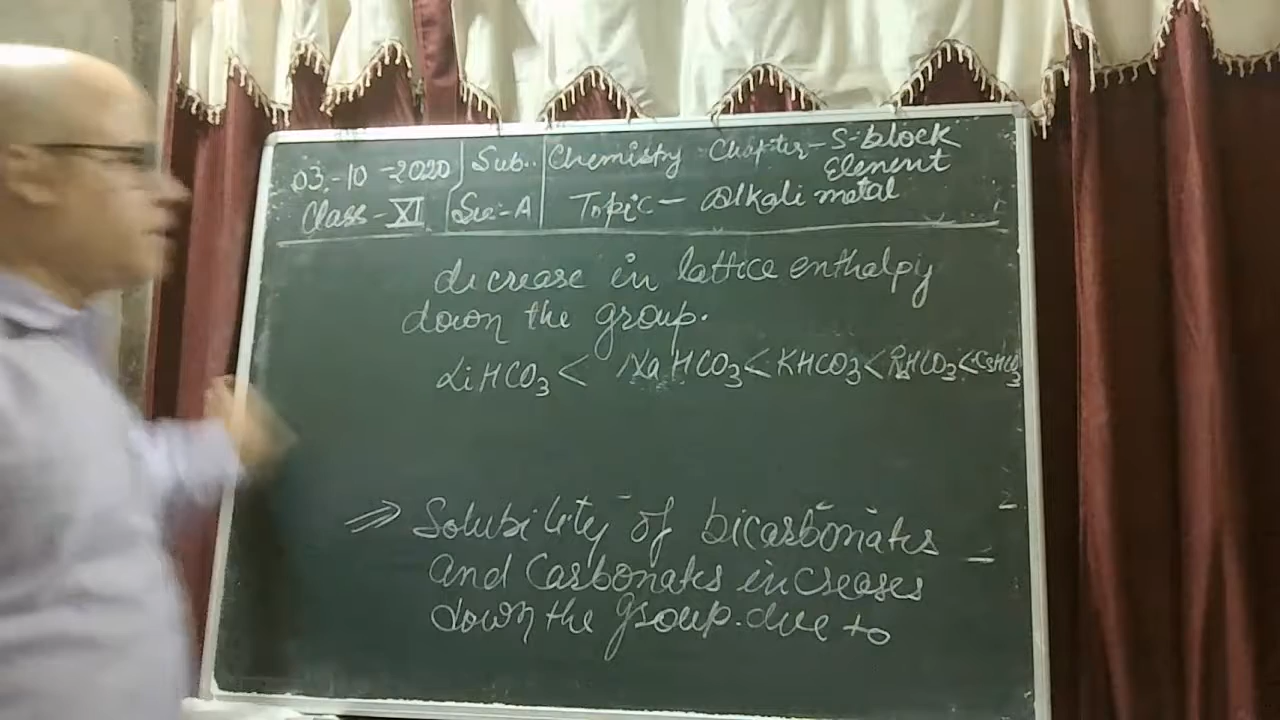 03-10-2020 Sub.. Chemistry Chapter- S-block
Element
Class-XI Sec-A Topic- Alkali metal
decrease in lattice enthalpy
down the group.
LiHCO3 < NaHCO3 < KHCO3 < RbHCO3 < CsHCO3
⇒ Solubility of bicarbonates
and Carbonates increases
down the group. due to